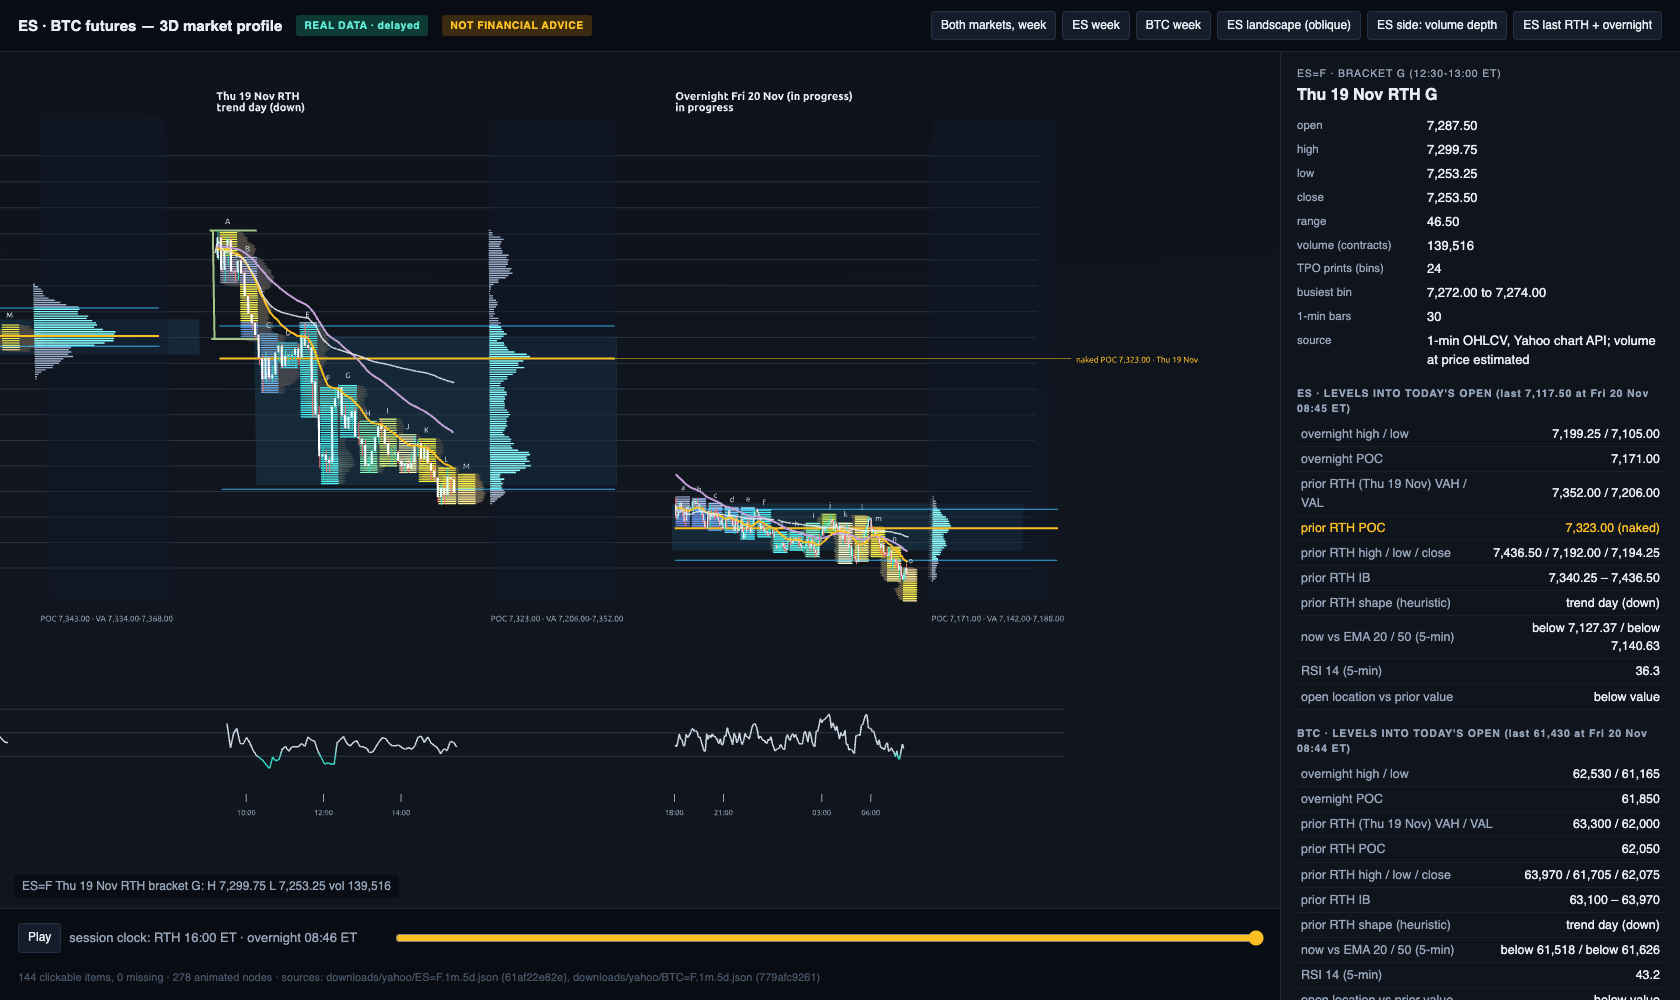 ES · BTC futures — 3D market profile
REAL DATA · delayed
NOT FINANCIAL ADVICE
Both markets, week
ES week
BTC week
ES landscape (oblique)
ES side: volume depth
ES last RTH + overnight
Thu 19 Nov RTH
trend day (down)
Overnight Fri 20 Nov (in progress)
in progress
M
A
B
C
D
E
F
G
H
I
J
K
L
M
naked POC 7,323.00 · Thu 19 Nov
a
b
c
d
e
f
i
j
k
l
m
n
o
POC 7,343.00 · VA 7,334.00-7,368.00
POC 7,323.00 · VA 7,206.00-7,352.00
POC 7,171.00 · VA 7,142.00-7,188.00
10:00
12:00
14:00
18:00
21:00
03:00
06:00
ES=F Thu 19 Nov RTH bracket G: H 7,299.75 L 7,253.25 vol 139,516
Play
session clock: RTH 16:00 ET · overnight 08:46 ET
144 clickable items, 0 missing · 278 animated nodes · sources: downloads/yahoo/ES=F.1m.5d.json (61af22e82e), downloads/yahoo/BTC=F.1m.5d.json (779afc9261)
ES=F · BRACKET G (12:30-13:00 ET)
Thu 19 Nov RTH G
open 7,287.50
high 7,299.75
low 7,253.25
close 7,253.50
range 46.50
volume (contracts) 139,516
TPO prints (bins) 24
busiest bin 7,272.00 to 7,274.00
1-min bars 30
source 1-min OHLCV, Yahoo chart API; volume
at price estimated
ES · LEVELS INTO TODAY'S OPEN (last 7,117.50 at Fri 20 Nov
08:45 ET)
overnight high / low 7,199.25 / 7,105.00
overnight POC 7,171.00
prior RTH (Thu 19 Nov) VAH /
VAL 7,352.00 / 7,206.00
prior RTH POC 7,323.00 (naked)
prior RTH high / low / close 7,436.50 / 7,192.00 / 7,194.25
prior RTH IB 7,340.25 – 7,436.50
prior RTH shape (heuristic) trend day (down)
now vs EMA 20 / 50 (5-min) below 7,127.37 / below
7,140.63
RSI 14 (5-min) 36.3
open location vs prior value below value
BTC · LEVELS INTO TODAY'S OPEN (last 61,430 at Fri 20 Nov
08:44 ET)
overnight high / low 62,530 / 61,165
overnight POC 61,850
prior RTH (Thu 19 Nov) VAH / VAL 63,300 / 62,000
prior RTH POC 62,050
prior RTH high / low / close 63,970 / 61,705 / 62,075
prior RTH IB 63,100 – 63,970
prior RTH shape (heuristic) trend day (down)
now vs EMA 20 / 50 (5-min) below 61,518 / below 61,626
RSI 14 (5-min) 43.2
open location vs prior value below value